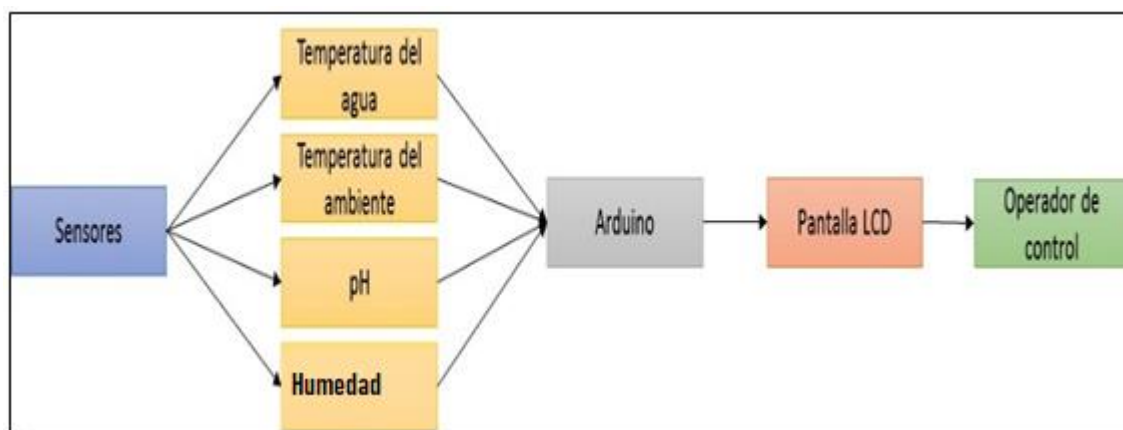 Sensores
Temperatura del
agua
Temperatura del
ambiente
pH
Humedad
Arduino
Pantalla LCD
Operador de
control